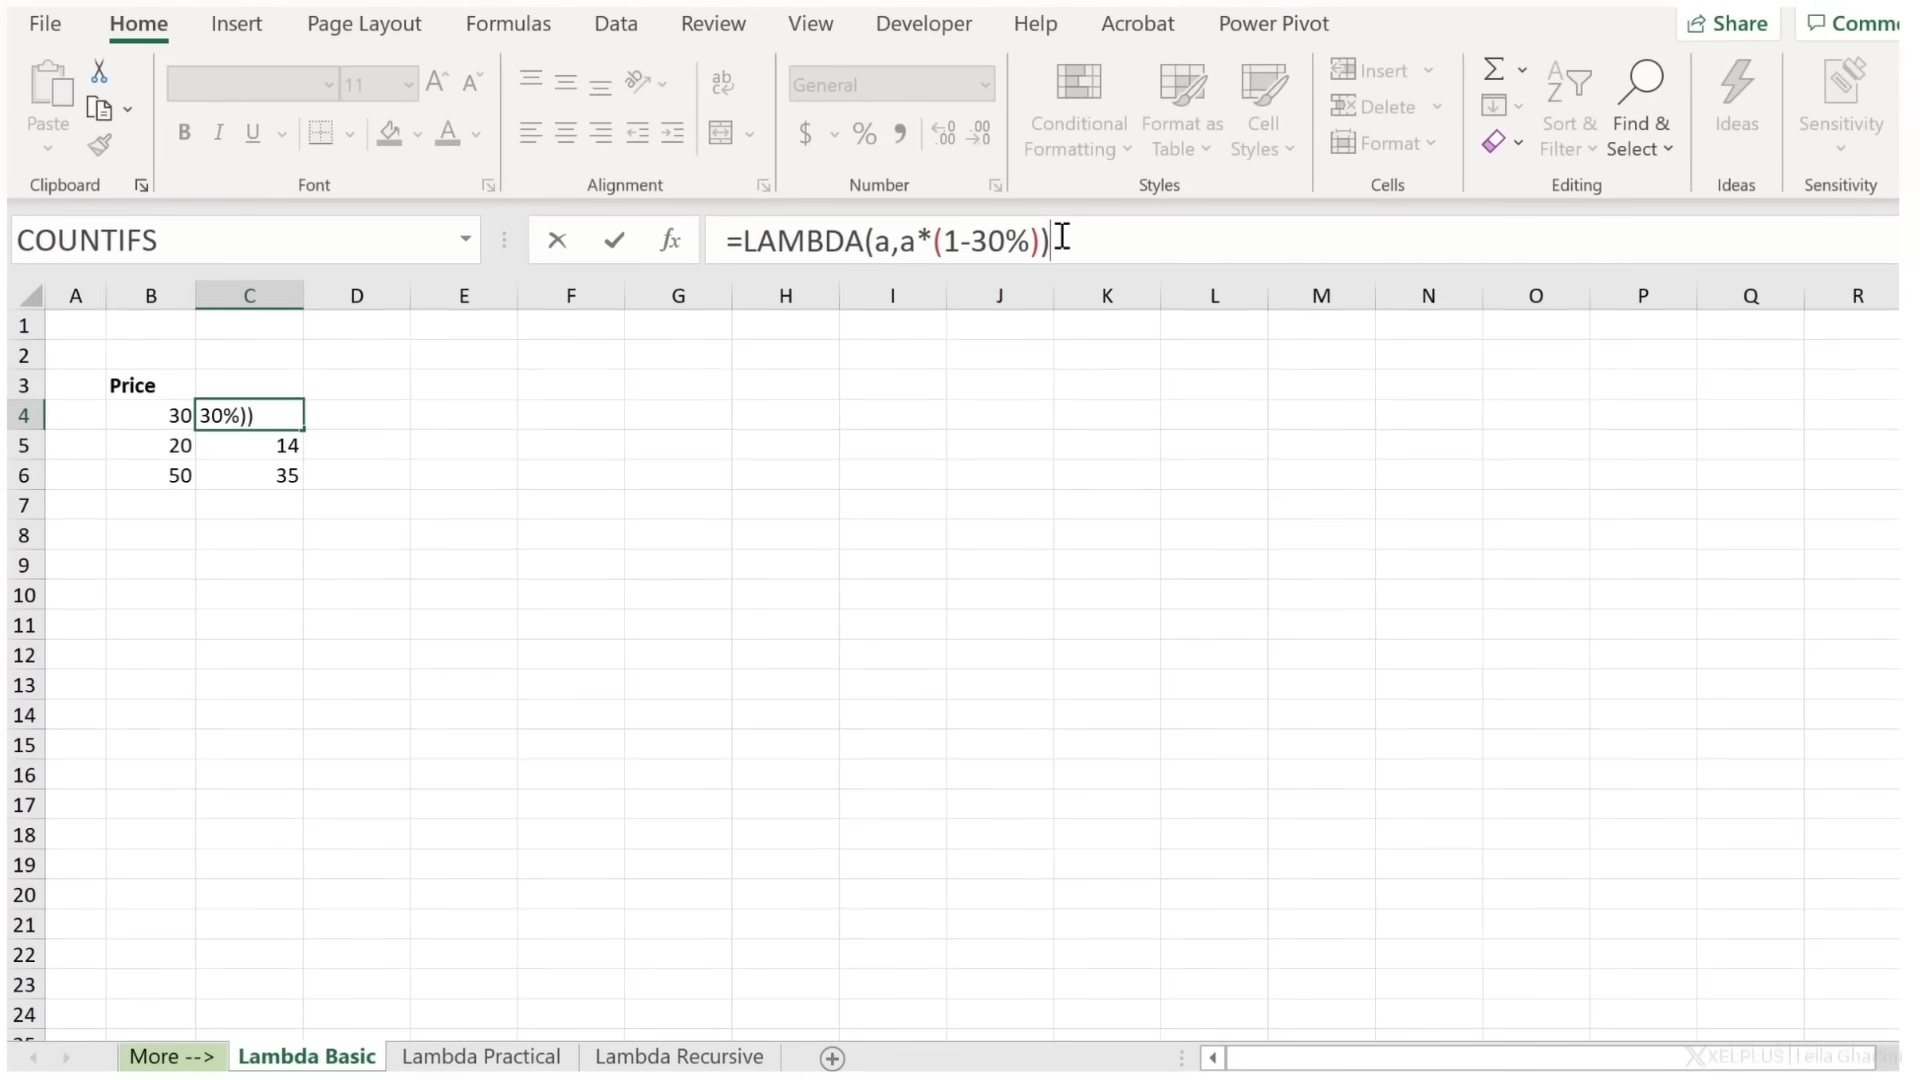 File Home Insert Page Layout Formulas Data Review View Developer Help Acrobat Power Pivot Share
11 A A ab General Insert
Paste B I U A $ % .00 Conditional Formatting Format as Table Cell Styles Delete Sort & Filter Find & Select Ideas Sensitivity
Format
Clipboard Font Alignment Number Styles Cells Editing Ideas Sensitivity
COUNTIFS fx =LAMBDA(a,a*(1-30%))
A B C D E F G H I J K L M N O P Q R
1
2
3 Price
4 30 30%))
5 20 14
6 50 35
7
8
9
10
11
12
13
14
15
16
17
18
19
20
21
22
23
24
More --> Lambda Basic Lambda Practical Lambda Recursive
XELPLUS